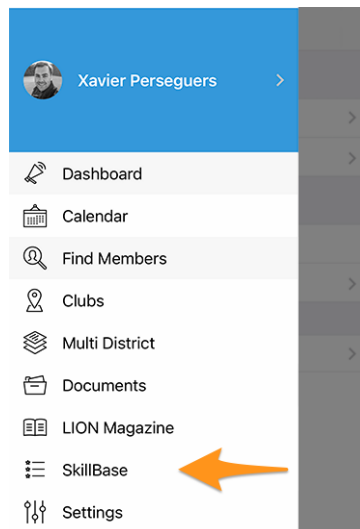 Xavier Perseguers
Dashboard
Calendar
Find Members
Clubs
Multi District
Documents
LION Magazine
SkillBase
Settings